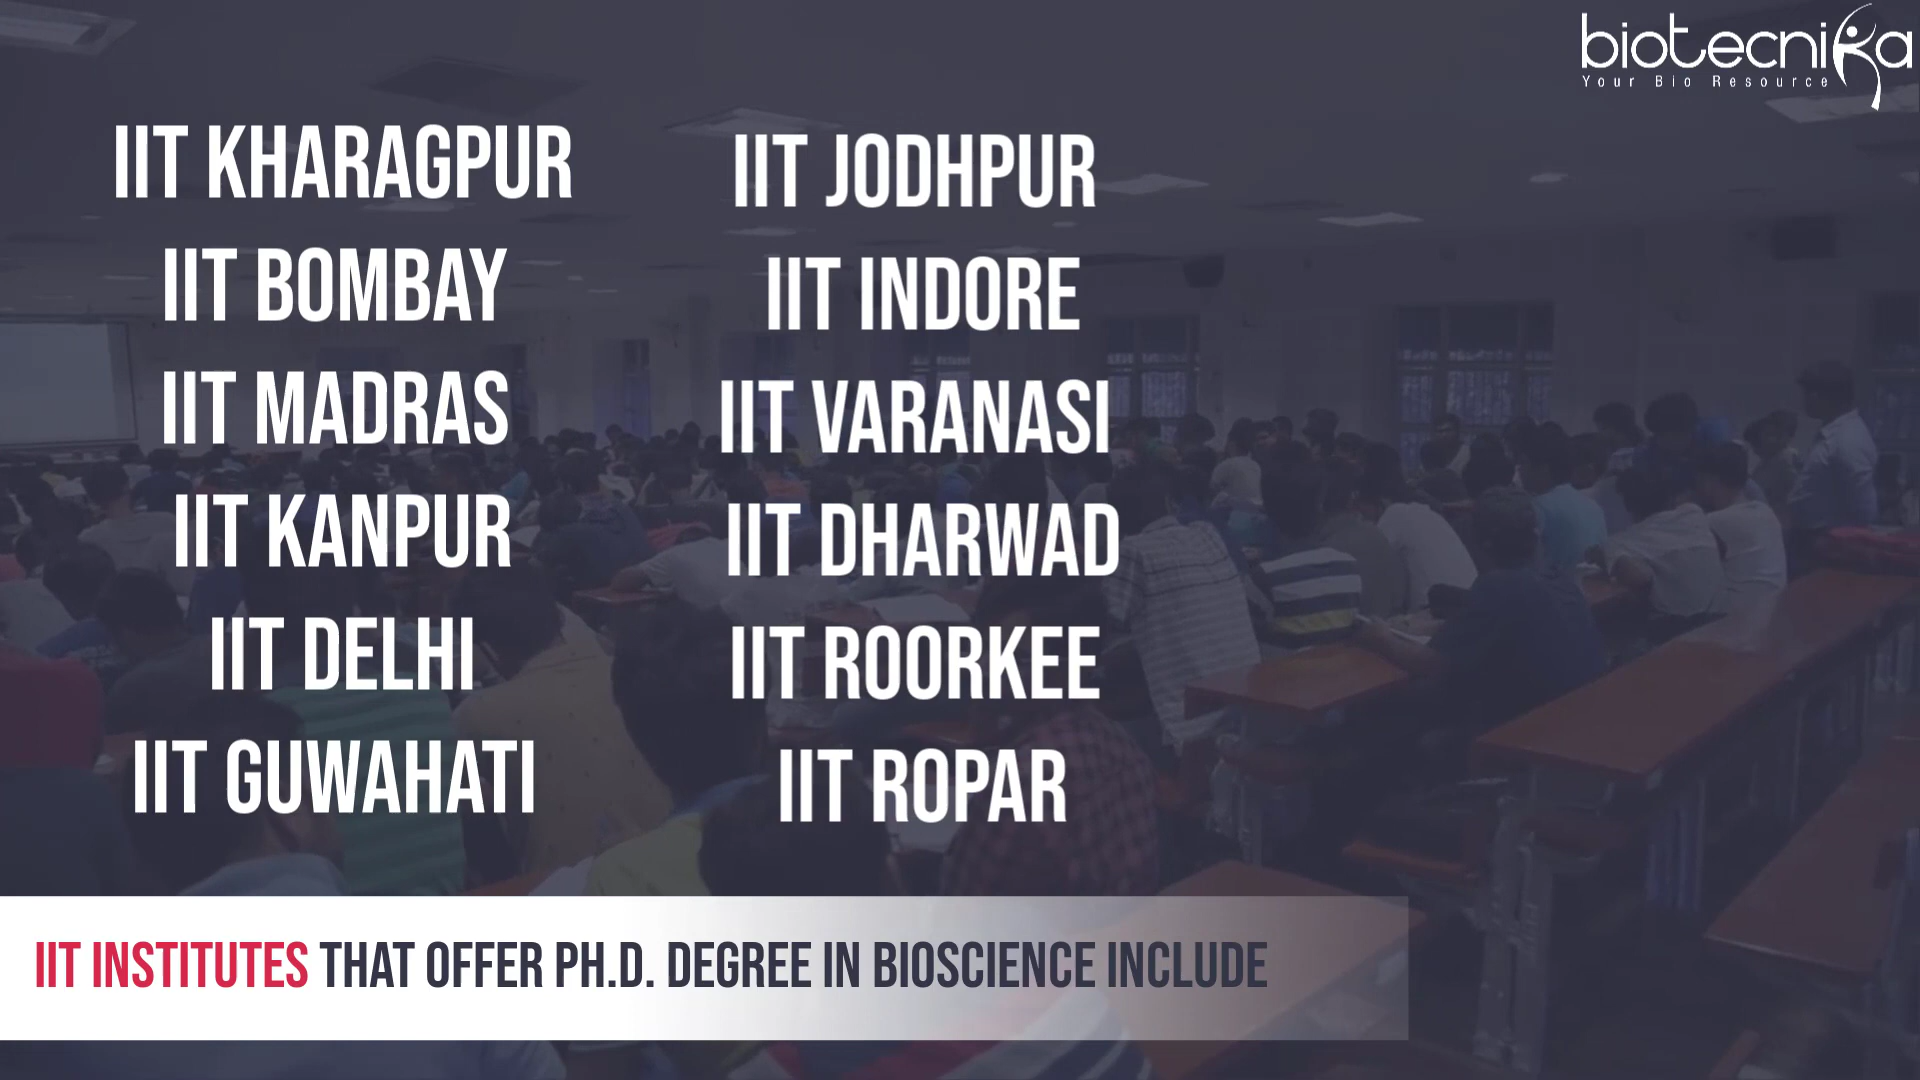 biotecnika
Your Bio Resource
IIT KHARAGPUR
IIT BOMBAY
IIT MADRAS
IIT KANPUR
IIT DELHI
IIT GUWAHATI
IIT JODHPUR
IIT INDORE
IIT VARANASI
IIT DHARWAD
IIT ROORKEE
IIT ROPAR
IIT INSTITUTES THAT OFFER PH.D. DEGREE IN BIOSCIENCE INCLUDE